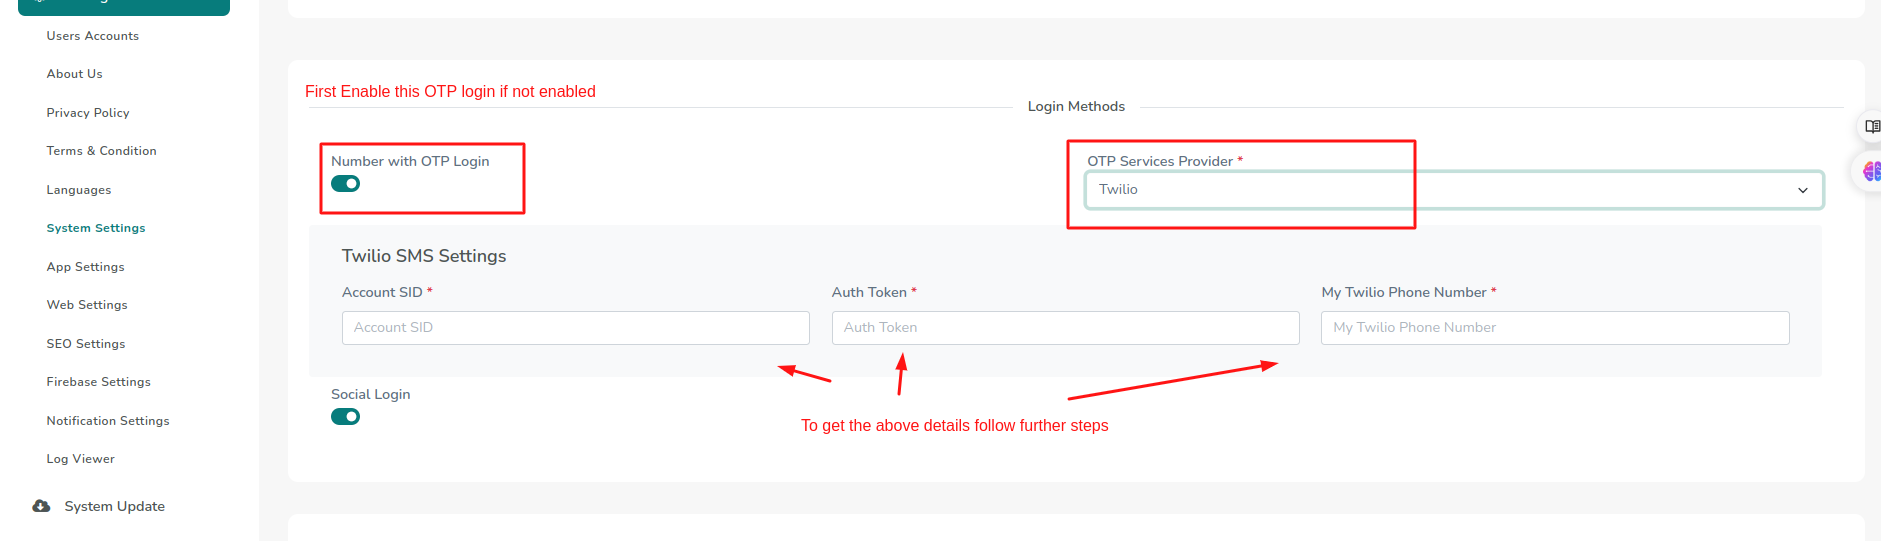 Users Accounts
About Us
Privacy Policy
Terms & Condition
Languages
System Settings
App Settings
Web Settings
SEO Settings
Firebase Settings
Notification Settings
Log Viewer
System Update
First Enable this OTP login if not enabled
Login Methods
Number with OTP Login
OTP Services Provider *
Twilio
Twilio SMS Settings
Account SID *
Auth Token *
My Twilio Phone Number *
Account SID
Auth Token
My Twilio Phone Number
Social Login
To get the above details follow further steps